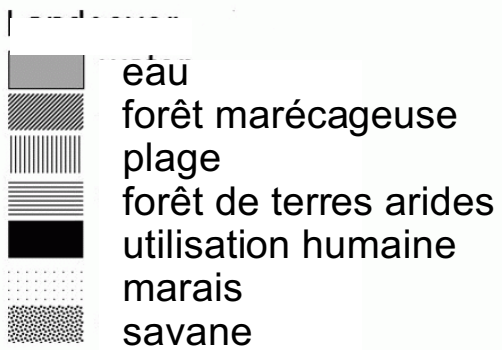 eau
forêt marécageuse
plage
forêt de terres arides
utilisation humaine
marais
savane